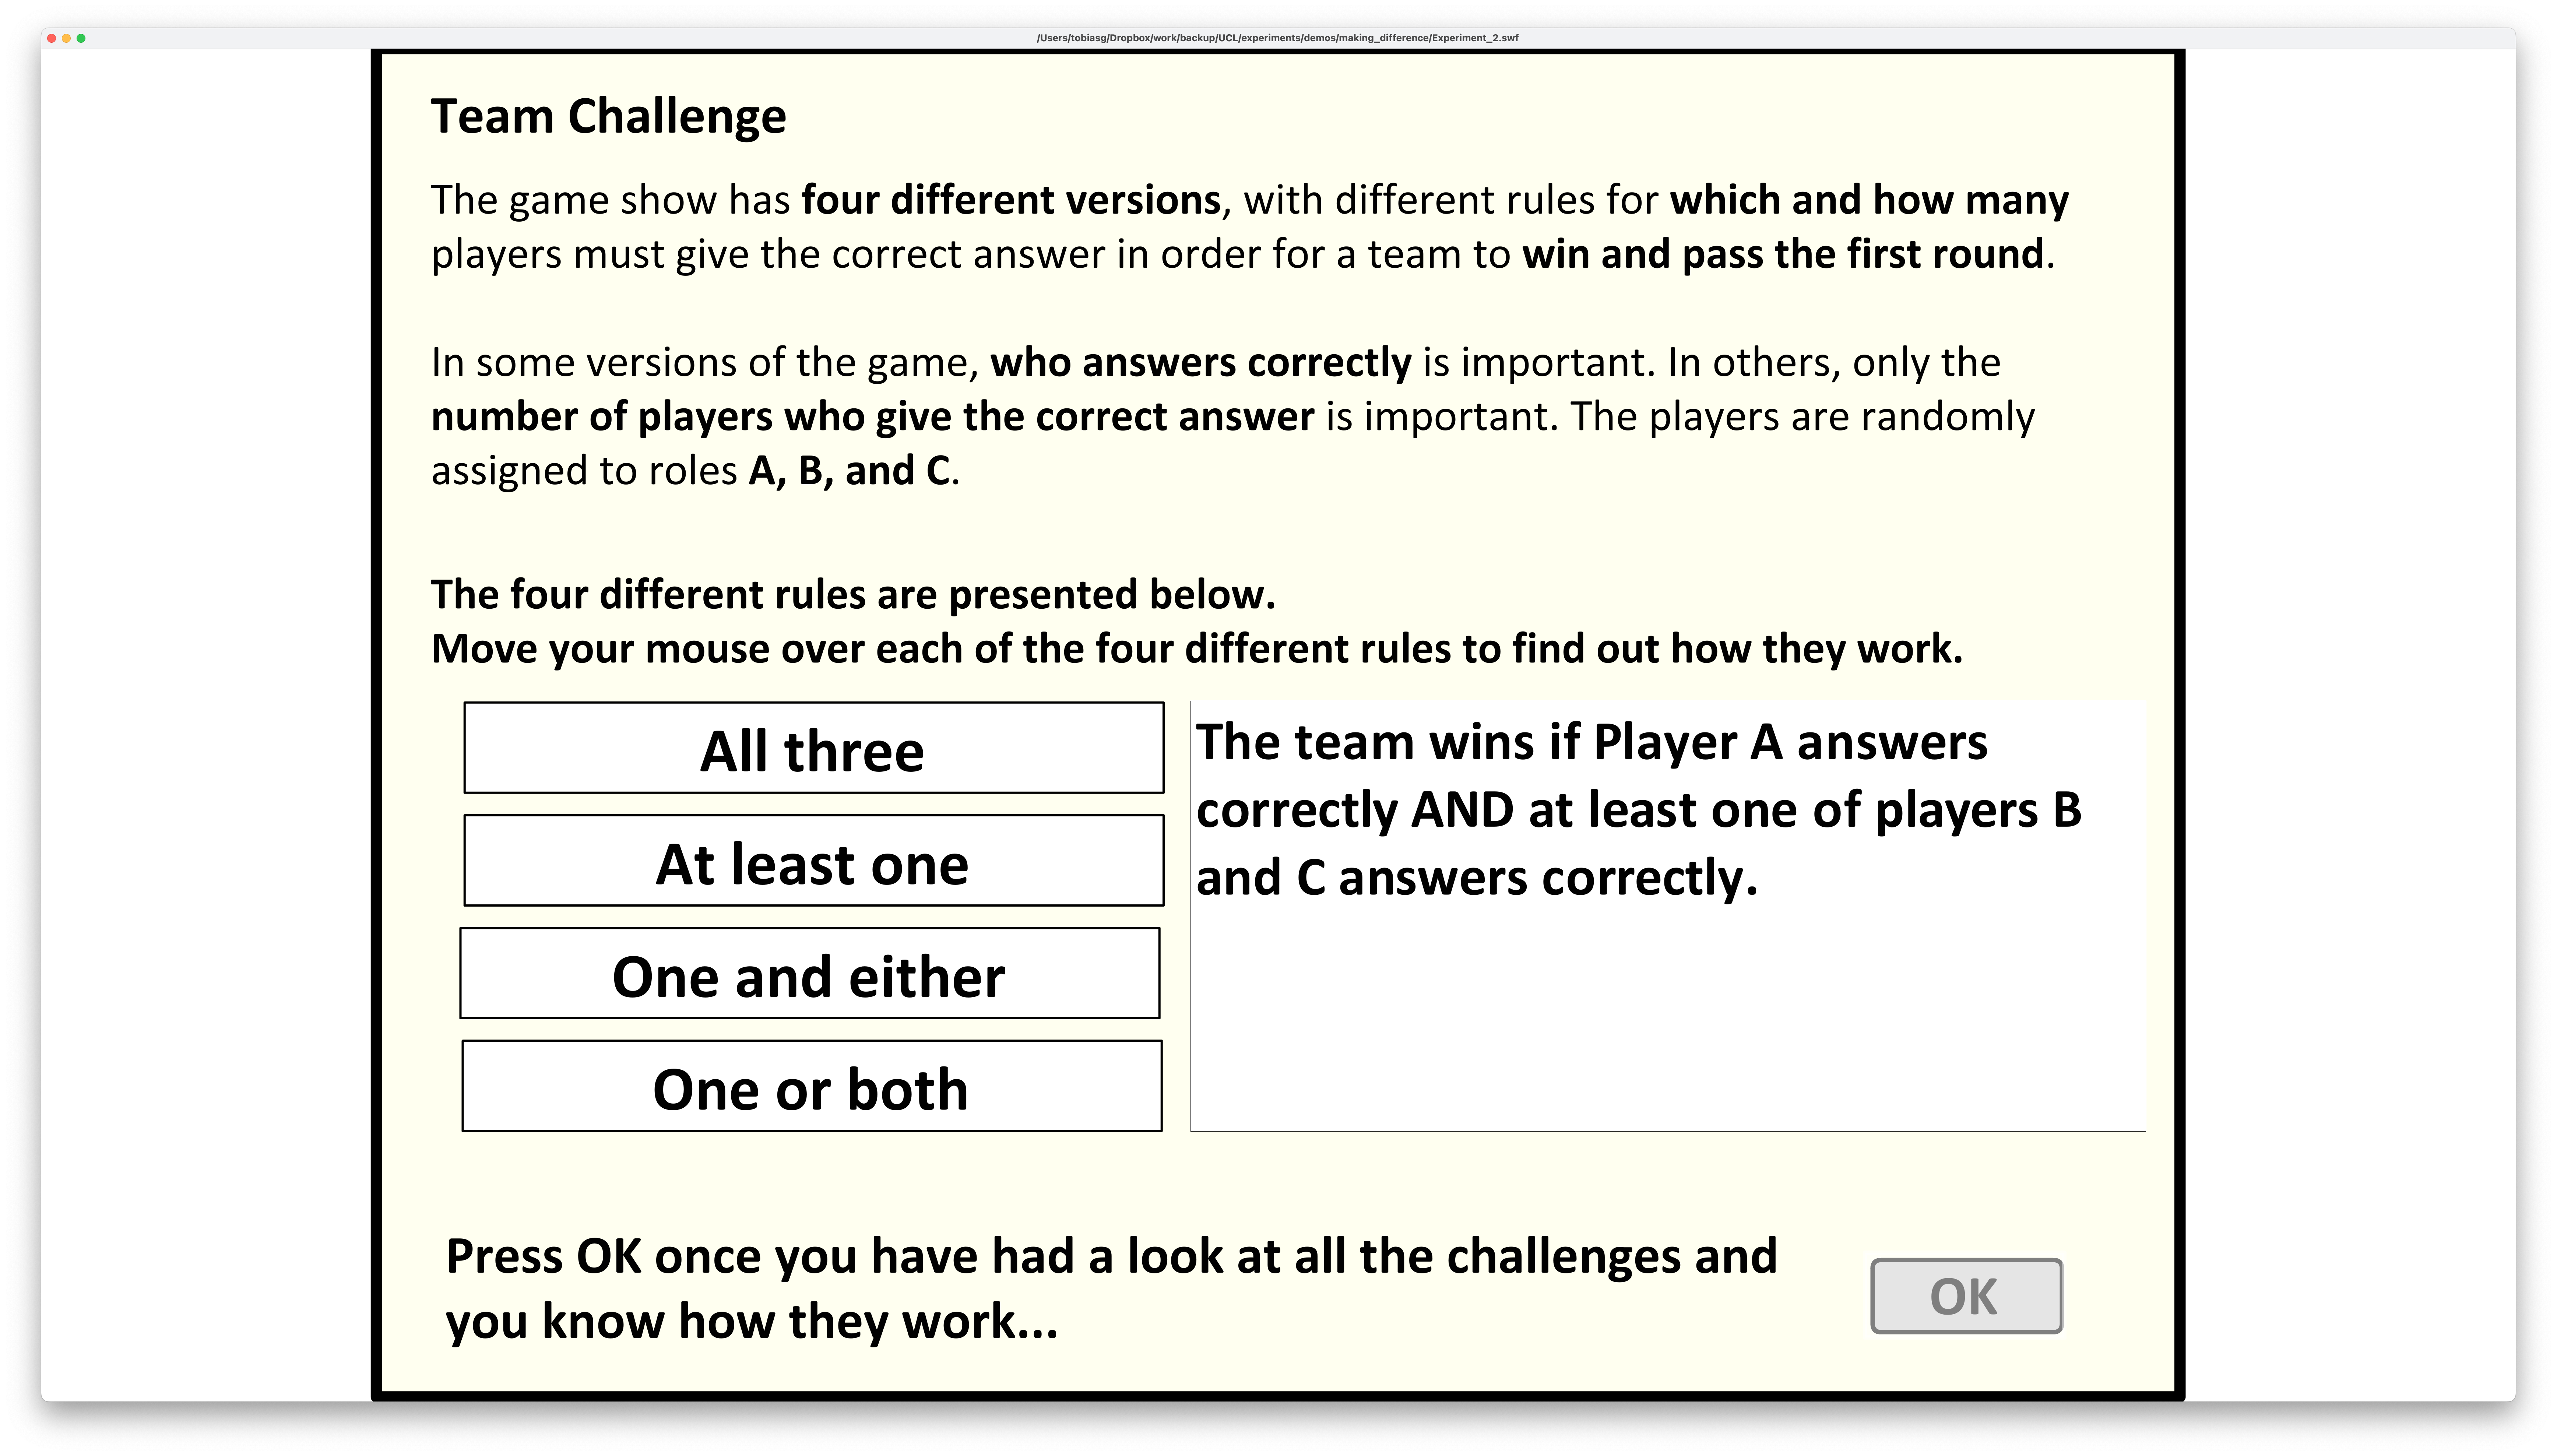 /Users/tobiasg/Dropbox/work/backup/UCL/experiments/demos/making_difference/Experiment_2.swf
Team Challenge
The game show has four different versions, with different rules for which and how many
players must give the correct answer in order for a team to win and pass the first round.
In some versions of the game, who answers correctly is important. In others, only the
number of players who give the correct answer is important. The players are randomly
assigned to roles A, B, and C.
The four different rules are presented below.
Move your mouse over each of the four different rules to find out how they work.
All three
At least one
One and either
One or both
The team wins if Player A answers
correctly AND at least one of players B
and C answers correctly.
Press OK once you have had a look at all the challenges and
you know how they work...
OK